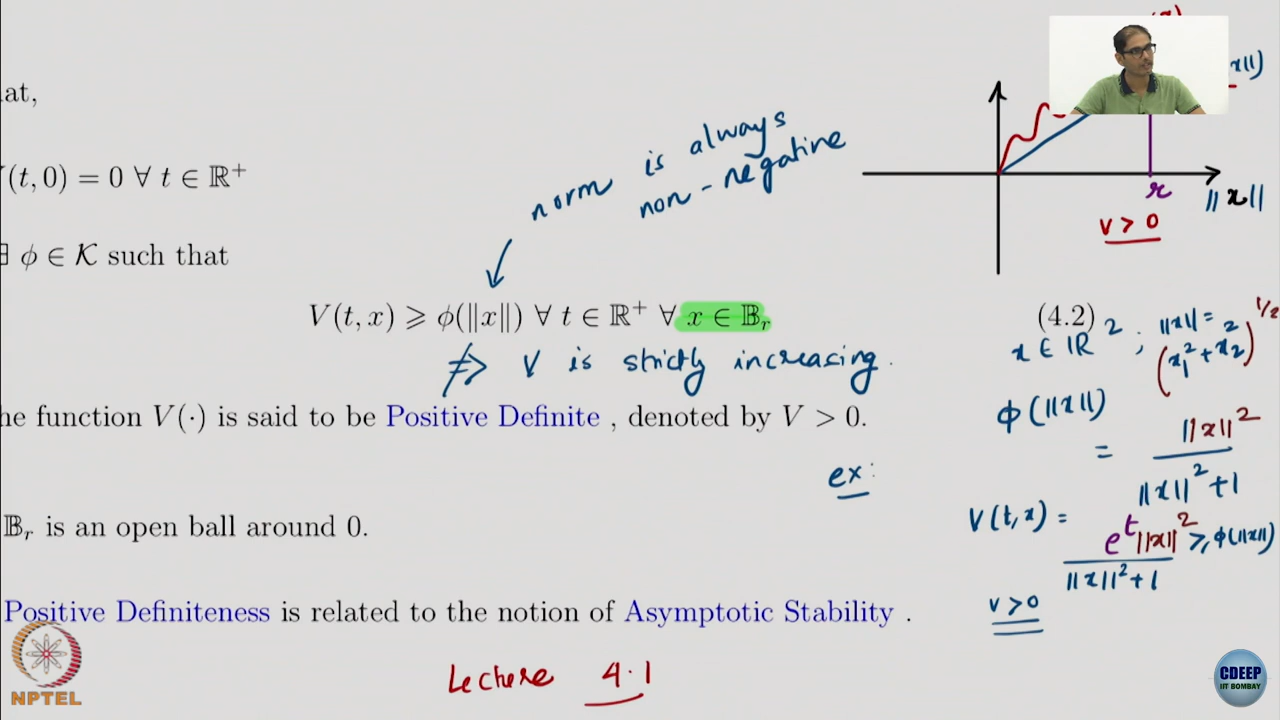 at,
(t, 0) = 0 ∀ t ∈ ℝ⁺
∃ φ ∈ 𝒦 such that
norm is always
non-negative
V(t, x) ⩾ φ(‖x‖) ∀ t ∈ ℝ⁺ ∀ x ∈ 𝔹ᵣ (4.2)
⇏ V is strictly increasing.
he function V(·) is said to be Positive Definite , denoted by V > 0.
ex:
𝔹ᵣ is an open ball around 0.
Positive Definiteness is related to the notion of Asymptotic Stability .
Lecture 4.1
r
‖x‖
V > 0
x ∈ ℝ² ; ‖x‖ =
(x₁² + x₂²)^1/2
φ(‖x‖)
= ‖x‖²
‖x‖² + 1
V(t, x) =
eᵗ‖x‖² ⩾ φ(‖x‖)
‖x‖² + 1
V > 0
NPTEL
CDEEP
IIT BOMBAY